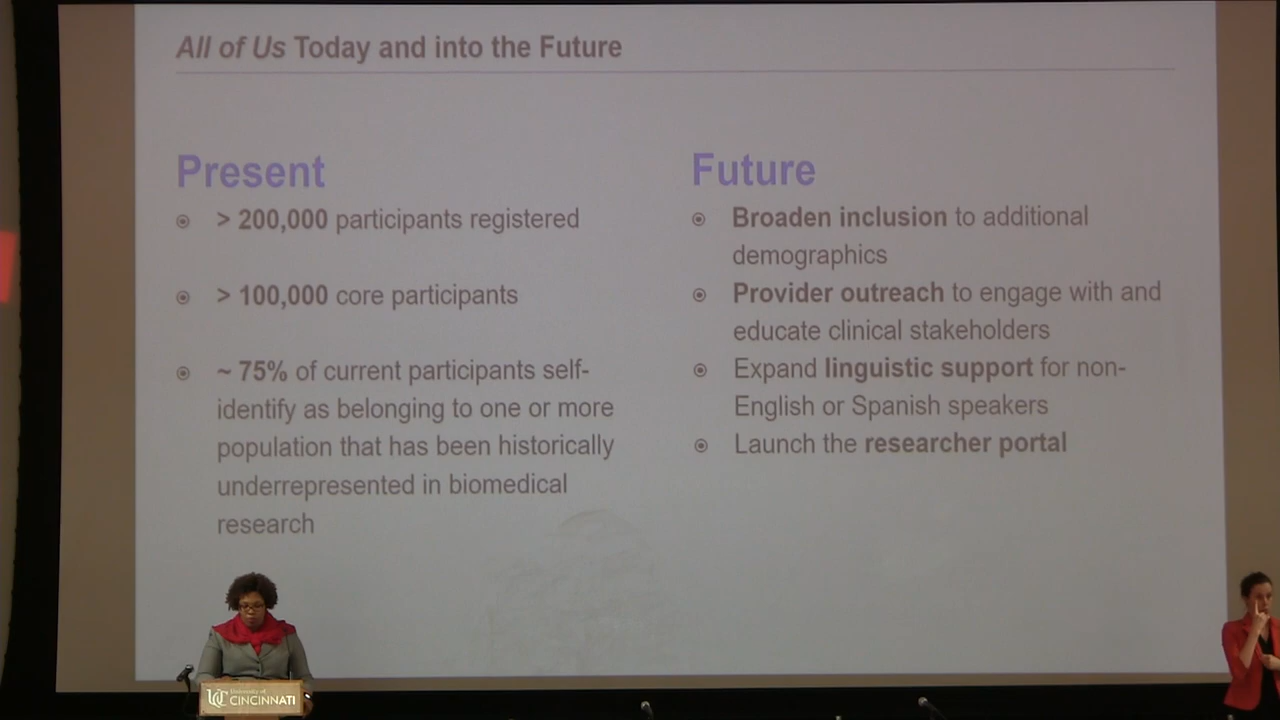 All of Us Today and into the Future
Present
> 200,000 participants registered
> 100,000 core participants
~ 75% of current participants self-
identify as belonging to one or more
population that has been historically
underrepresented in biomedical
research
Future
Broaden inclusion to additional
demographics
Provider outreach to engage with and
educate clinical stakeholders
Expand linguistic support for non-
English or Spanish speakers
Launch the researcher portal
UC University of
CINCINNATI